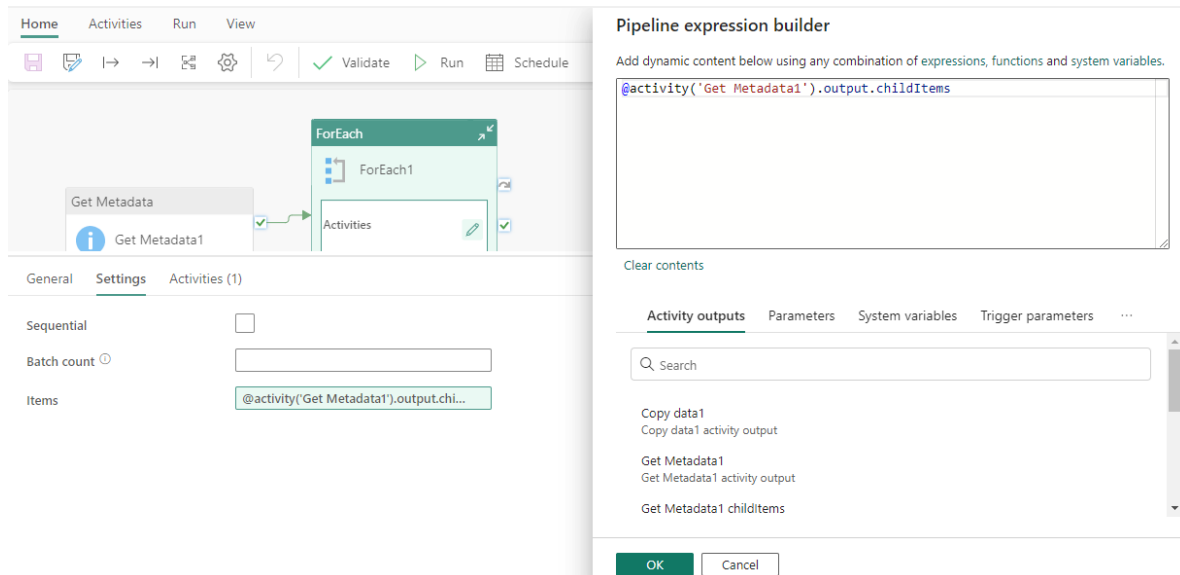 Home Activities Run View
Validate Run Schedule
ForEach
ForEach1
Activities
Get Metadata
Get Metadata1
General Settings Activities (1)
Sequential
Batch count
Items @activity('Get Metadata1').output.chi...
Pipeline expression builder
Add dynamic content below using any combination of expressions, functions and system variables.
@activity('Get Metadata1').output.childItems
Clear contents
Activity outputs Parameters System variables Trigger parameters ...
Search
Copy data1
Copy data1 activity output
Get Metadata1
Get Metadata1 activity output
Get Metadata1 childItems
OK Cancel